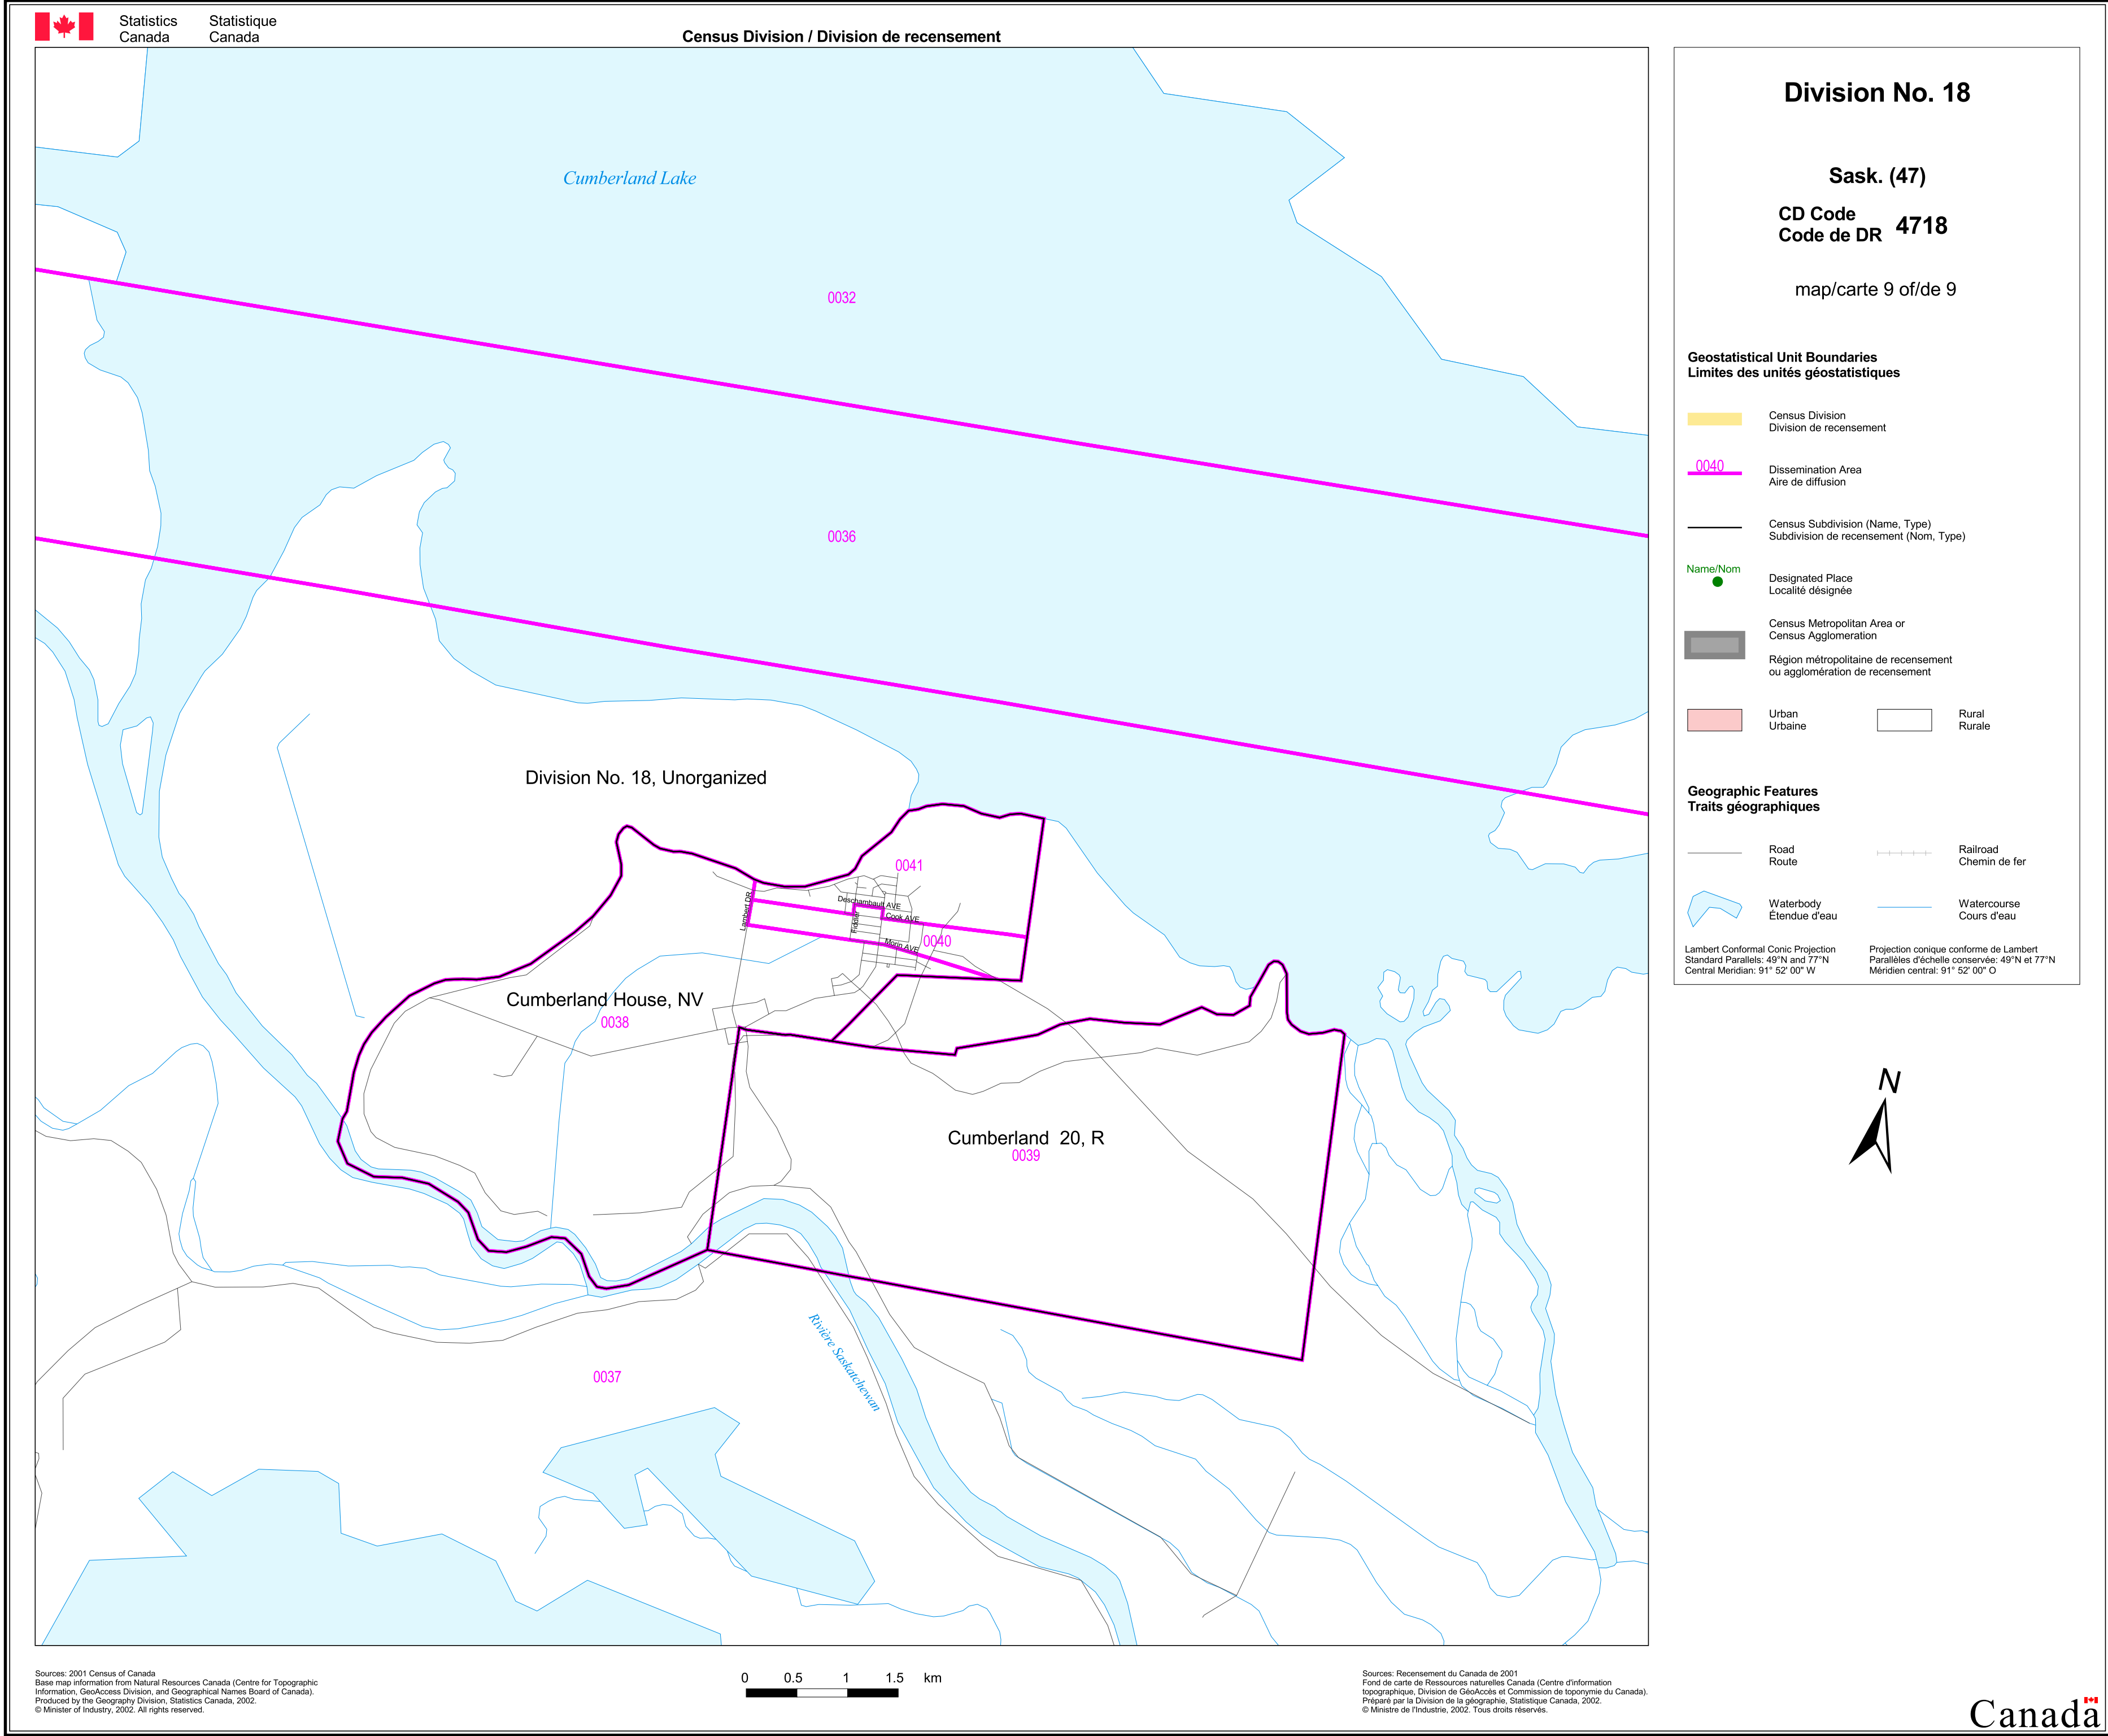 Statistics Statistique
Canada Canada
Census Division / Division de recensement
Cumberland Lake
0032
0036
Division No. 18, Unorganized
0041
Deschambault AVE
Cook AVE
Lambert DR
Fiddler
0040
Morin AVE
Cumberland House, NV
0038
Cumberland 20, R
0039
Rivière Saskatchewan
0037
Division No. 18
Sask. (47)
CD Code
Code de DR 4718
map/carte 9 of/de 9
Geostatistical Unit Boundaries
Limites des unités géostatistiques
Census Division
Division de recensement
0040
Dissemination Area
Aire de diffusion
Census Subdivision (Name, Type)
Subdivision de recensement (Nom, Type)
Name/Nom
Designated Place
Localité désignée
Census Metropolitan Area or
Census Agglomeration
Région métropolitaine de recensement
ou agglomération de recensement
Urban Rural
Urbaine Rurale
Geographic Features
Traits géographiques
Road Railroad
Route Chemin de fer
Waterbody Watercourse
Étendue d'eau Cours d'eau
Lambert Conformal Conic Projection
Standard Parallels: 49°N and 77°N
Central Meridian: 91° 52' 00" W
Projection conique conforme de Lambert
Parallèles d'échelle conservée: 49°N et 77°N
Méridien central: 91° 52' 00" O
N
Sources: 2001 Census of Canada
Base map information from Natural Resources Canada (Centre for Topographic
Information, GeoAccess Division, and Geographical Names Board of Canada).
Produced by the Geography Division, Statistics Canada, 2002.
© Minister of Industry, 2002. All rights reserved.
0 0.5 1 1.5 km
Sources: Recensement du Canada de 2001
Fond de carte de Ressources naturelles Canada (Centre d'information
topographique, Division de GéoAccès et Commission de toponymie du Canada).
Préparé par la Division de la géographie, Statistique Canada, 2002.
© Ministre de l'Industrie, 2002. Tous droits réservés.
Canada